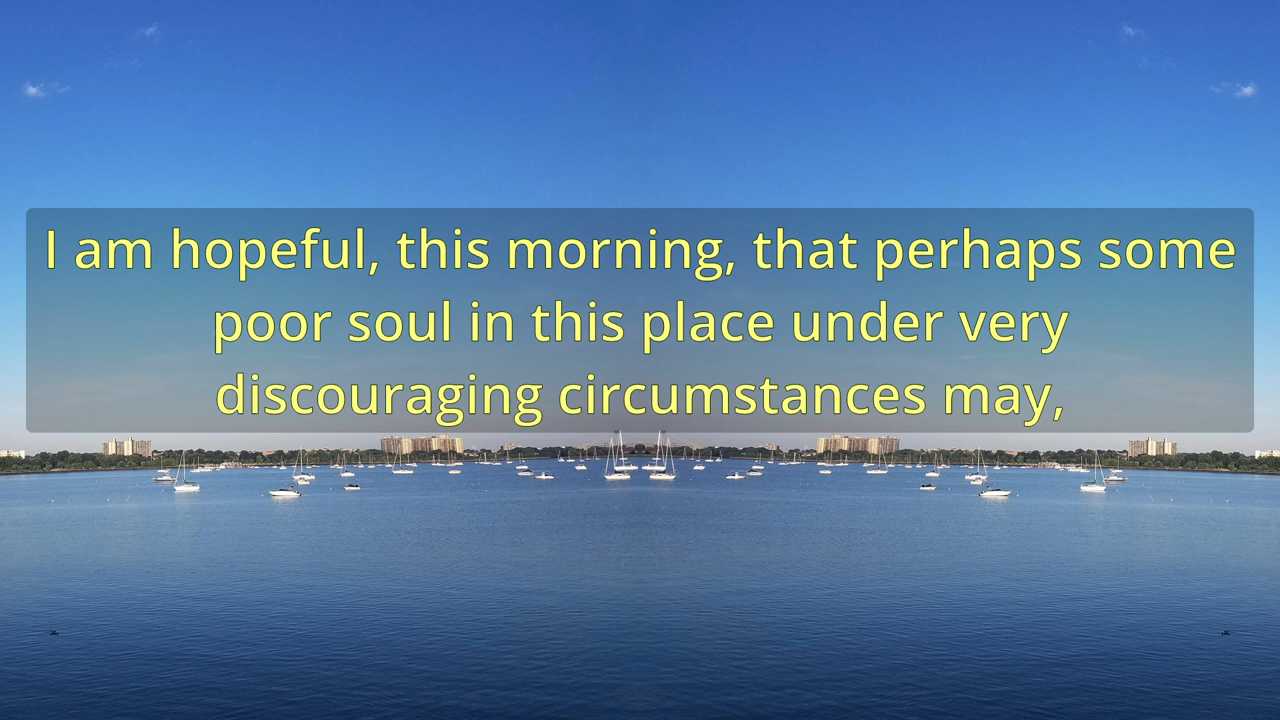 I am hopeful, this morning, that perhaps some
poor soul in this place under very
discouraging circumstances may,